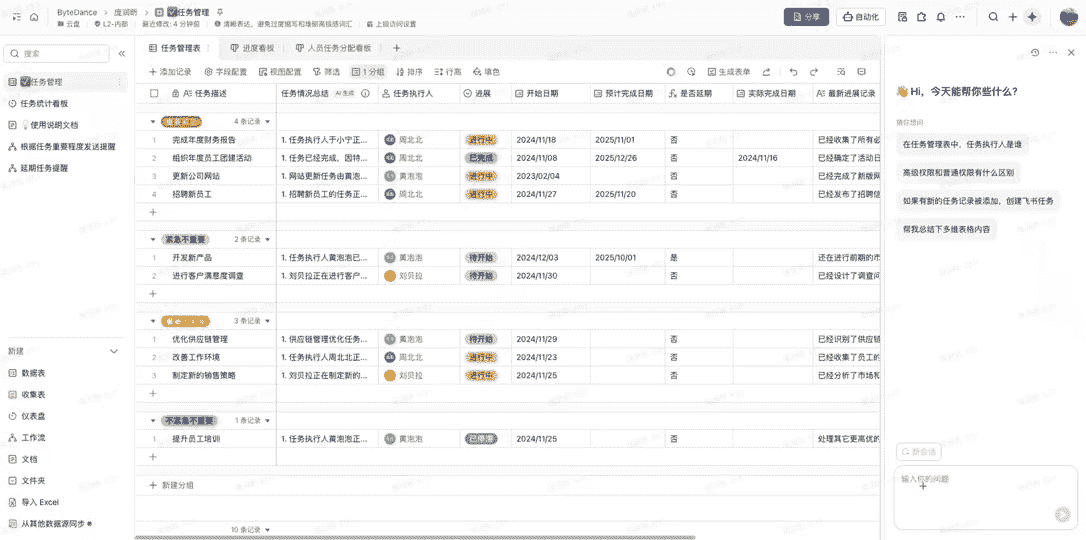 ByteDance > 庞润明 > 任务管理
云盘 L2-内部 最近修改: 4 分钟前 清晰表达，避免过度缩写和堆砌高级感词汇 上级访问设置
分享 自动化
搜索
任务管理
任务统计看板
使用说明文档
根据任务重要程度发送提醒
延期任务提醒
新建
数据表
收集表
仪表盘
工作流
文档
文件夹
导入 Excel
从其他数据源同步
任务管理表 进度看板 人员任务分配看板
添加记录 字段配置 视图配置 筛选 1 分组 排序 行高 填色 生成表单
任务描述 任务情况总结 AI 生成 任务执行人 进展 开始日期 预计完成日期 是否延期 实际完成日期 最新进展记录
4 条记录
1 完成年度财务报告 1. 任务执行人于小宁正... 周北北 进行中 2024/11/18 2025/11/01 否 已经收集了所有必
2 组织年度员工团建活动 1. 任务已经完成，因特... 周北北 已完成 2024/11/08 2025/12/26 否 2024/11/16 已经确定了活动日
3 更新公司网站 1. 网站更新任务由黄泡... 黄泡泡 进行中 2023/02/04 否 已经完成了新版网
4 招聘新员工 1. 招聘新员工的任务正... 周北北 进行中 2024/11/27 2025/11/20 否 已经发布了招聘信
紧急不重要 2 条记录
1 开发新产品 1. 任务执行人黄泡泡已... 黄泡泡 待开始 2024/12/03 2025/10/01 是 还在进行前期的市
2 进行客户满意度调查 1. 刘贝拉正在进行客户... 刘贝拉 待开始 2024/11/30 否 已经设计了调查问
3 条记录
1 优化供应链管理 1. 供应链管理优化任务... 黄泡泡 待开始 2024/11/29 否 已经识别了供应链
2 改善工作环境 1. 任务执行人周北北正... 周北北 进行中 2024/11/23 否 已经收集了员工的
3 制定新的销售策略 1. 刘贝拉正在制定新的... 刘贝拉 进行中 2024/11/25 否 已经分析了市场和
不紧急不重要 1 条记录
1 提升员工培训 1. 任务执行人黄泡泡正... 黄泡泡 已停滞 2024/11/25 否 处理其它更高优的
新建分组
10 条记录
Hi，今天能帮你些什么？
猜你想问
在任务管理表中，任务执行人是谁
高级权限和普通权限有什么区别
如果有新的任务记录被添加，创建飞书任务
帮我总结下多维表格内容
新会话
输入你的问题